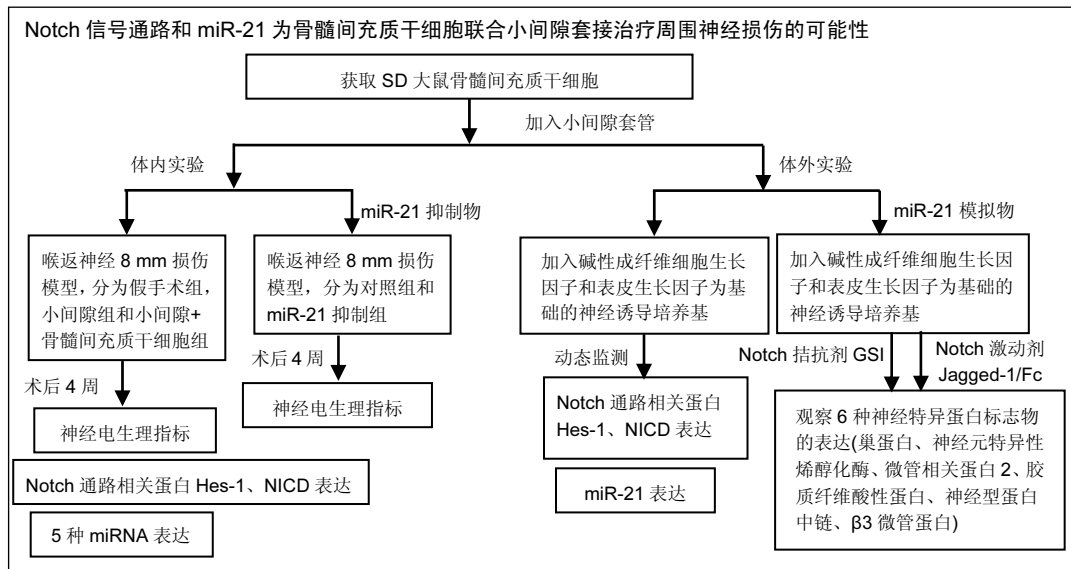 Notch 信号通路和 miR-21 为骨髓间充质干细胞联合小间隙套接治疗周围神经损伤的可能性
获取 SD 大鼠骨髓间充质干细胞
加入小间隙套管
体内实验
体外实验
miR-21 抑制物
miR-21 模拟物
喉返神经 8 mm 损伤
模型，分为假手术组，
小间隙组和小间隙+
骨髓间充质干细胞组
喉返神经 8 mm 损伤
模型，分为对照组和
miR-21 抑制组
加入碱性成纤维细胞生长
因子和表皮生长因子为基
础的神经诱导培养基
加入碱性成纤维细胞生长因
子和表皮生长因子为基础的
神经诱导培养基
术后 4 周
术后 4 周
动态监测
Notch 拮抗剂 GSI
Notch 激动剂
Jagged-1/Fc
神经电生理指标
神经电生理指标
Notch 通路相关蛋白 Hes-1、NICD 表达
5 种 miRNA 表达
Notch 通路相关蛋白
Hes-1、NICD 表达
miR-21 表达
观察 6 种神经特异蛋白标志物
的表达(巢蛋白、神经元特异性
烯醇化酶、微管相关蛋白 2、胶
质纤维酸性蛋白、神经型蛋白
中链、β3 微管蛋白)